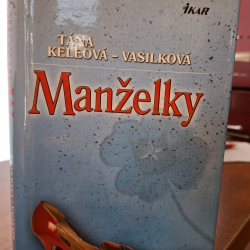 IKAR
TÁŇA
KELEOVÁ - VASILKOVÁ
Manželky